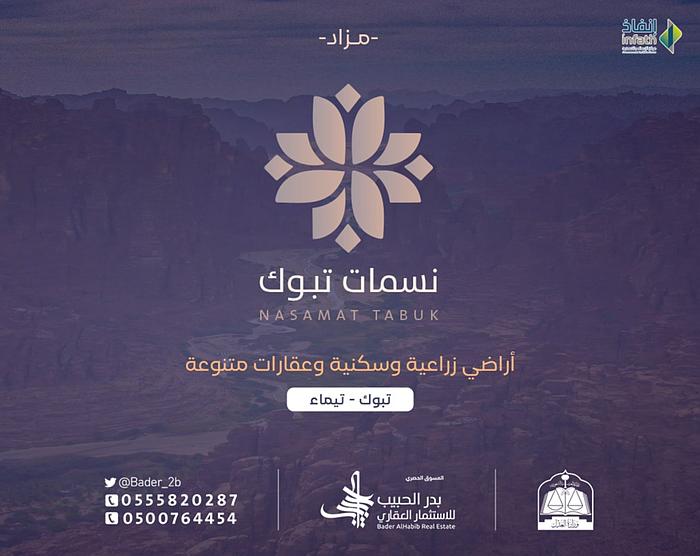 -مزاد-
إنفاذ
infath
نسمات تبوك
NASAMAT TABUK
أراضي زراعية وسكنية وعقارات متنوعة
تبوك - تيماء
@Bader_2b
0555820287
0500764454
المسوق الحصري
بدر الحبيب
للاستثمار العقاري
Bader AlHabib Real Estate
وزارة العدل